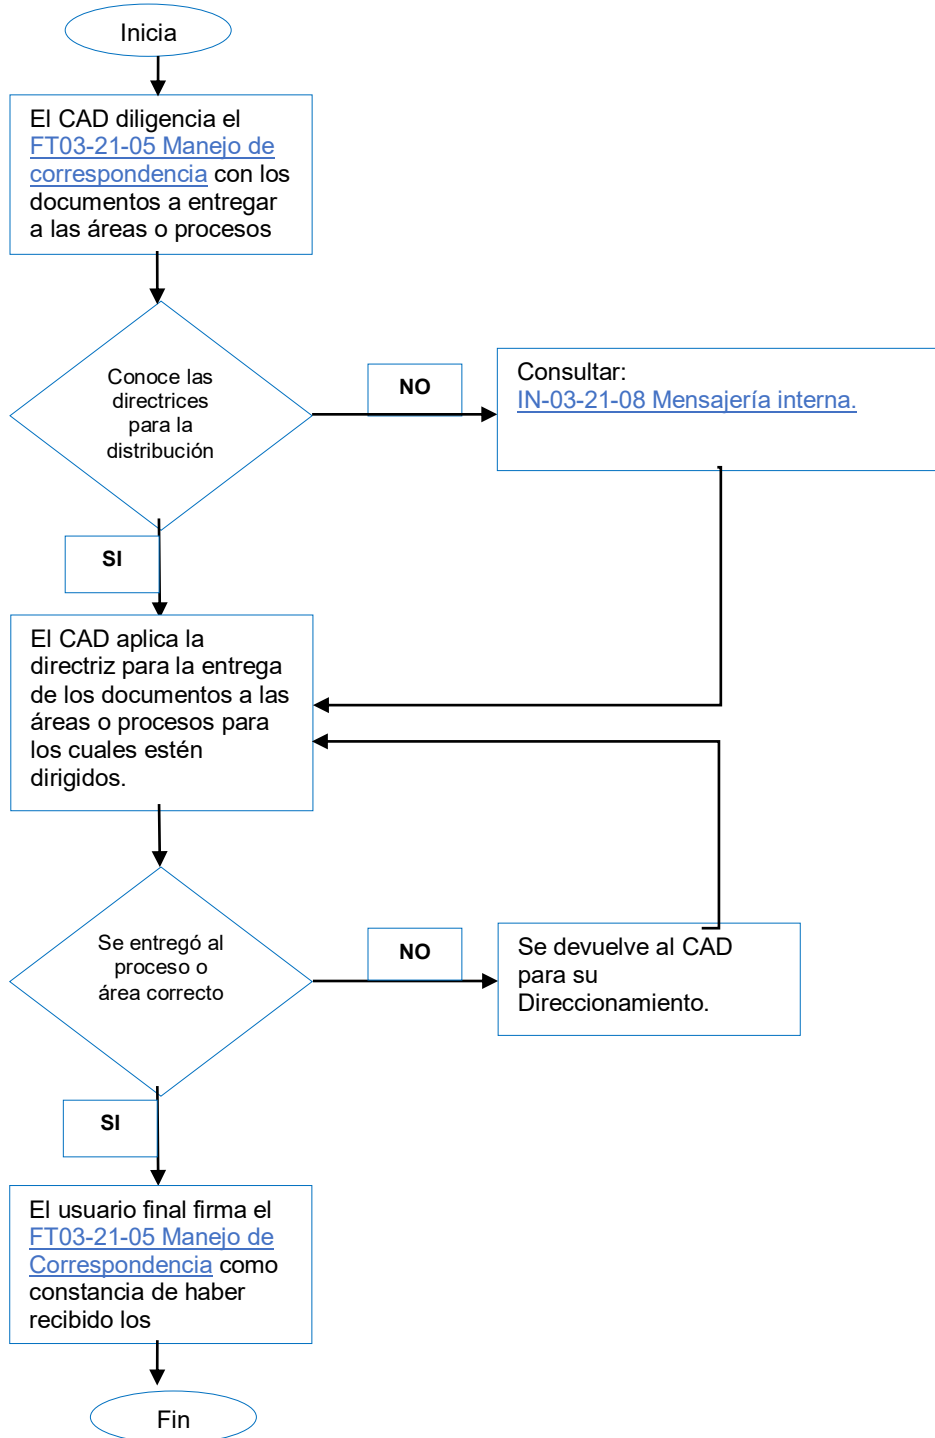 Inicia
El CAD diligencia el
FT03-21-05 Manejo de
correspondencia con los
documentos a entregar
a las áreas o procesos
Conoce las
directrices
para la
distribución
NO
Consultar:
IN-03-21-08 Mensajería interna.
SI
El CAD aplica la
directriz para la entrega
de los documentos a las
áreas o procesos para
los cuales estén
dirigidos.
Se entregó al
proceso o
área correcto
NO
Se devuelve al CAD
para su
Direccionamiento.
SI
El usuario final firma el
FT03-21-05 Manejo de
Correspondencia como
constancia de haber
recibido los
Fin